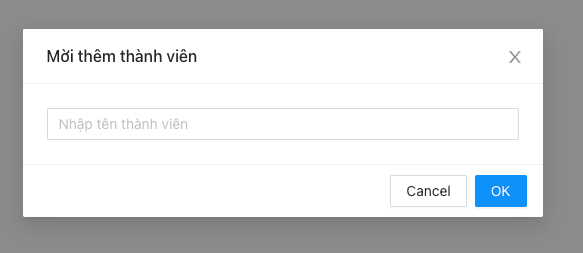 Mời thêm thành viên
Nhập tên thành viên
Cancel
OK